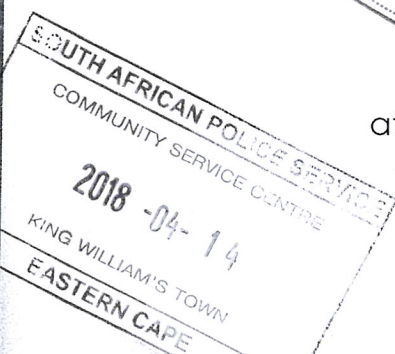 SOUTH AFRICAN POLICE SERVICE
COMMUNITY SERVICE CENTRE
2018 -04- 14
KING WILLIAM'S TOWN
EASTERN CAPE